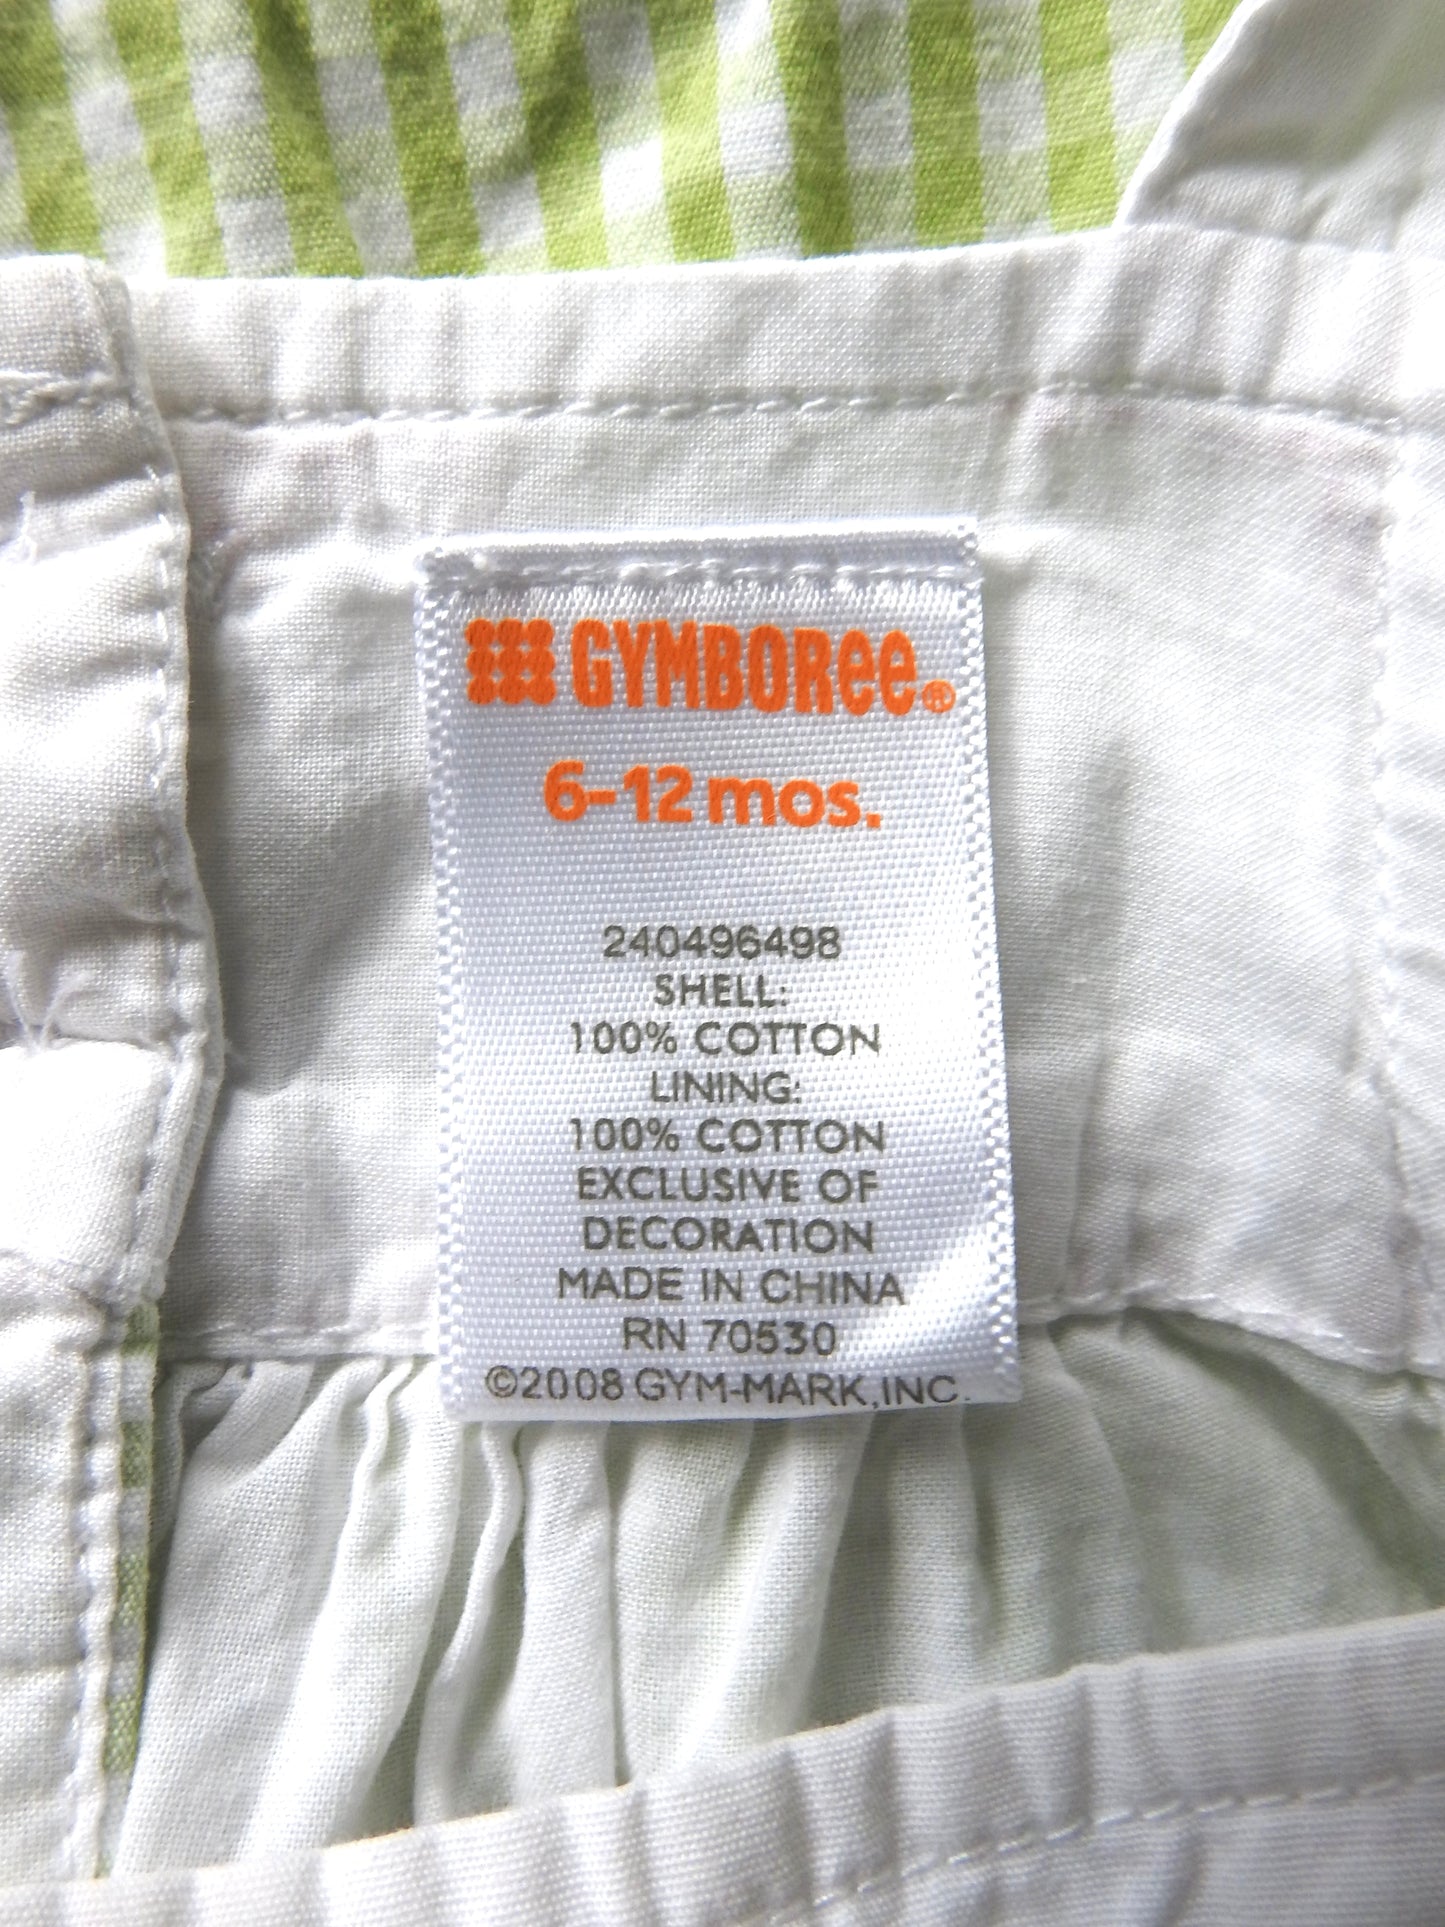 GYMBOREE®
6-12 mos.
240496498
SHELL:
100% COTTON
LINING:
100% COTTON
EXCLUSIVE OF
DECORATION
MADE IN CHINA
RN 70530
©2008 GYM-MARK, INC.